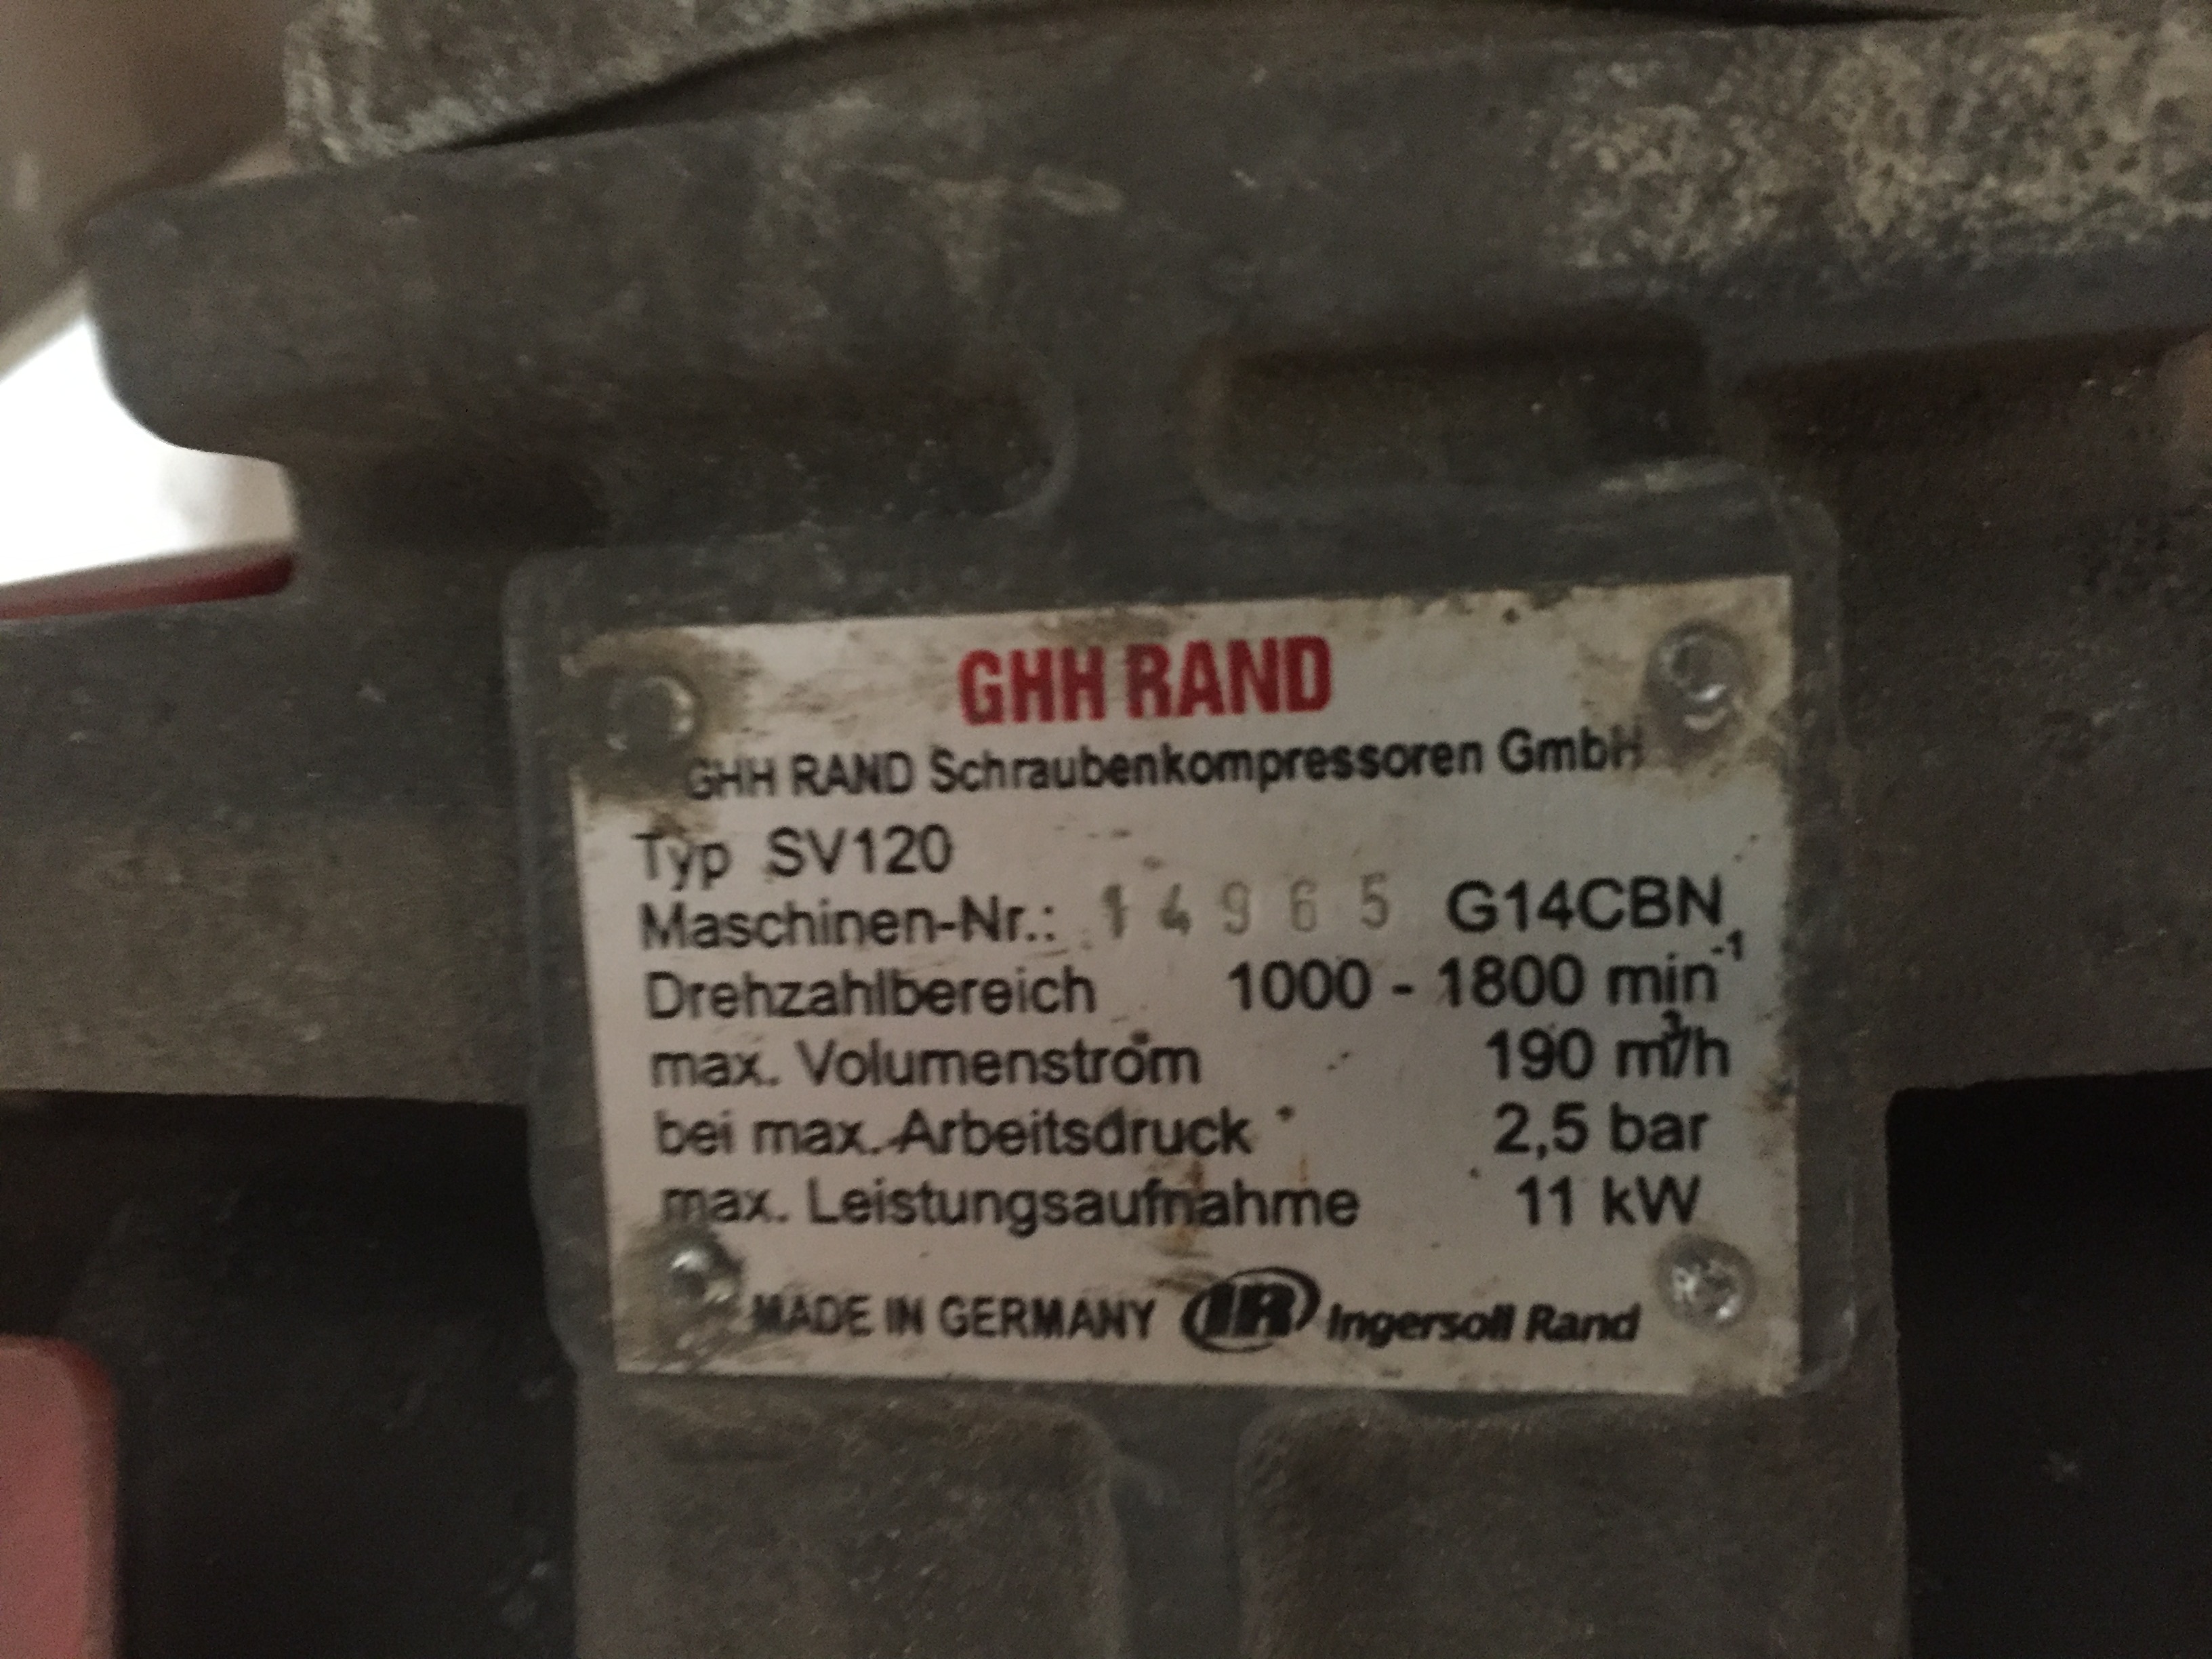 GHH RAND
GHH RAND Schraubenkompressoren GmbH
Typ SV120
Maschinen-Nr.: 14965 G14CBN
Drehzahlbereich 1000 - 1800 min⁻¹
max. Volumenstrom 190 m³/h
bei max. Arbeitsdruck 2,5 bar
max. Leistungsaufnahme 11 kW
MADE IN GERMANY IR Ingersoll Rand